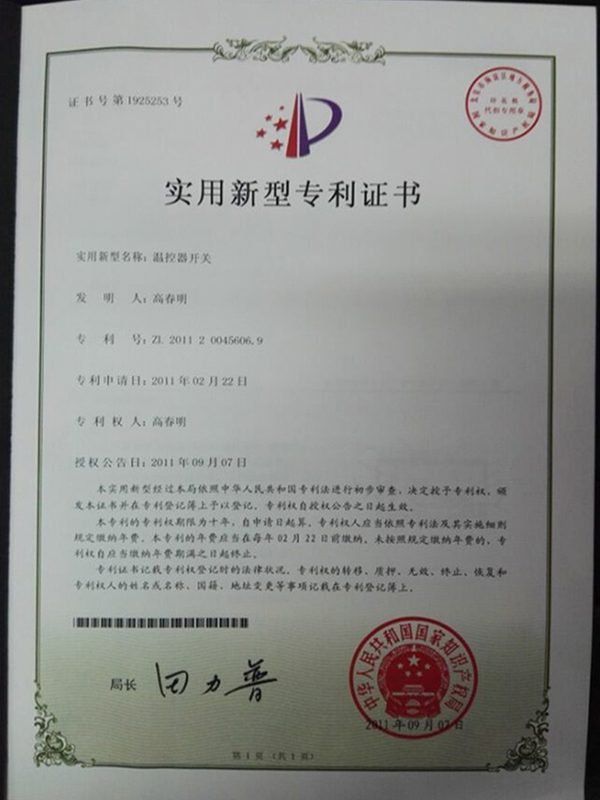 证书号第1925253号
印花税
代扣专用章
国家知识产权局
实用新型专利证书
实用新型名称：温控器开关
发明人：高春明
专利号：ZL 2011 2 0045606.9
专利申请日：2011年02月22日
专利权人：高春明
授权公告日：2011年09月07日
本实用新型经过本局依照中华人民共和国专利法进行初步审查，决定授予专利权，颁
发本证书并在专利登记簿上予以登记。专利权自授权公告之日起生效。
本专利的专利权期限为十年，自申请日起算。专利权人应当依照专利法及其实施细则
规定缴纳年费。本专利的年费应当在每年02月22日前缴纳。未按照规定缴纳年费的，专利
权自应当缴纳年费期满之日起终止。
专利证书记载专利权登记时的法律状况。专利权的转移、质押、无效、终止、恢复和
专利权人的姓名或名称、国籍、地址变更等事项记载在专利登记簿上。
局长
田力普
中华人民共和国国家知识产权局
2011年09月07日
第1页（共1页）